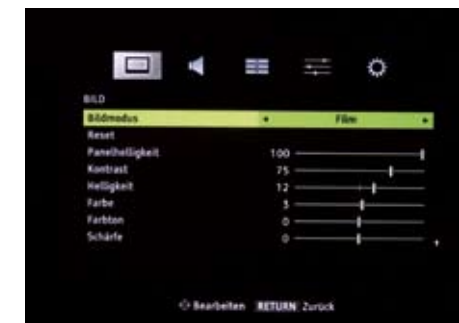 BILD
Bildmodus Film
Reset
Panelhelligkeit 100
Kontrast 75
Helligkeit 12
Farbe 3
Farbton 0
Schärfe 0
Bearbeiten RETURN Zurück